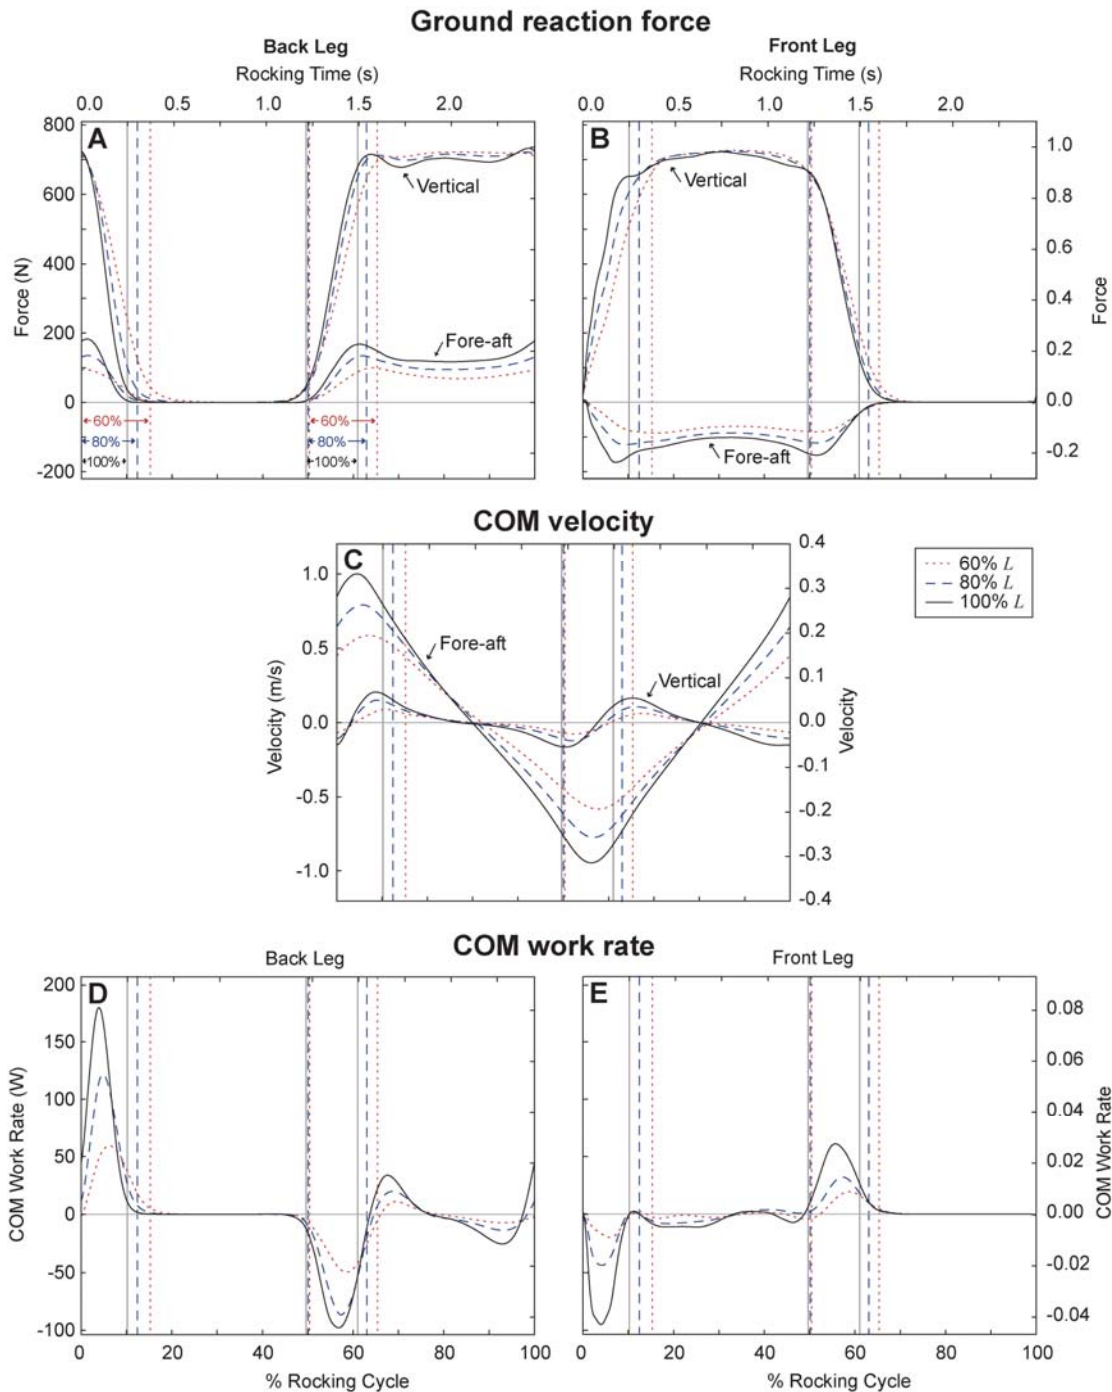 Ground reaction force
Back Leg
Front Leg
Rocking Time (s)
Rocking Time (s)
0.0 0.5 1.0 1.5 2.0
0.0 0.5 1.0 1.5 2.0
A
B
800
600
400
200
0
-200
Force (N)
Vertical
Fore-aft
60%
80%
100%
60%
80%
100%
Vertical
Fore-aft
1.0
0.8
0.6
0.4
0.2
0.0
-0.2
Force
COM velocity
C
1.0
0.5
0.0
-0.5
-1.0
Velocity (m/s)
Fore-aft
Vertical
0.4
0.3
0.2
0.1
0.0
-0.1
-0.2
-0.3
-0.4
Velocity
60% L
80% L
100% L
COM work rate
Back Leg
Front Leg
D
E
200
150
100
50
0
-50
-100
COM Work Rate (W)
0.08
0.06
0.04
0.02
0.00
-0.02
-0.04
COM Work Rate
0 20 40 60 80 100
0 20 40 60 80 100
% Rocking Cycle
% Rocking Cycle